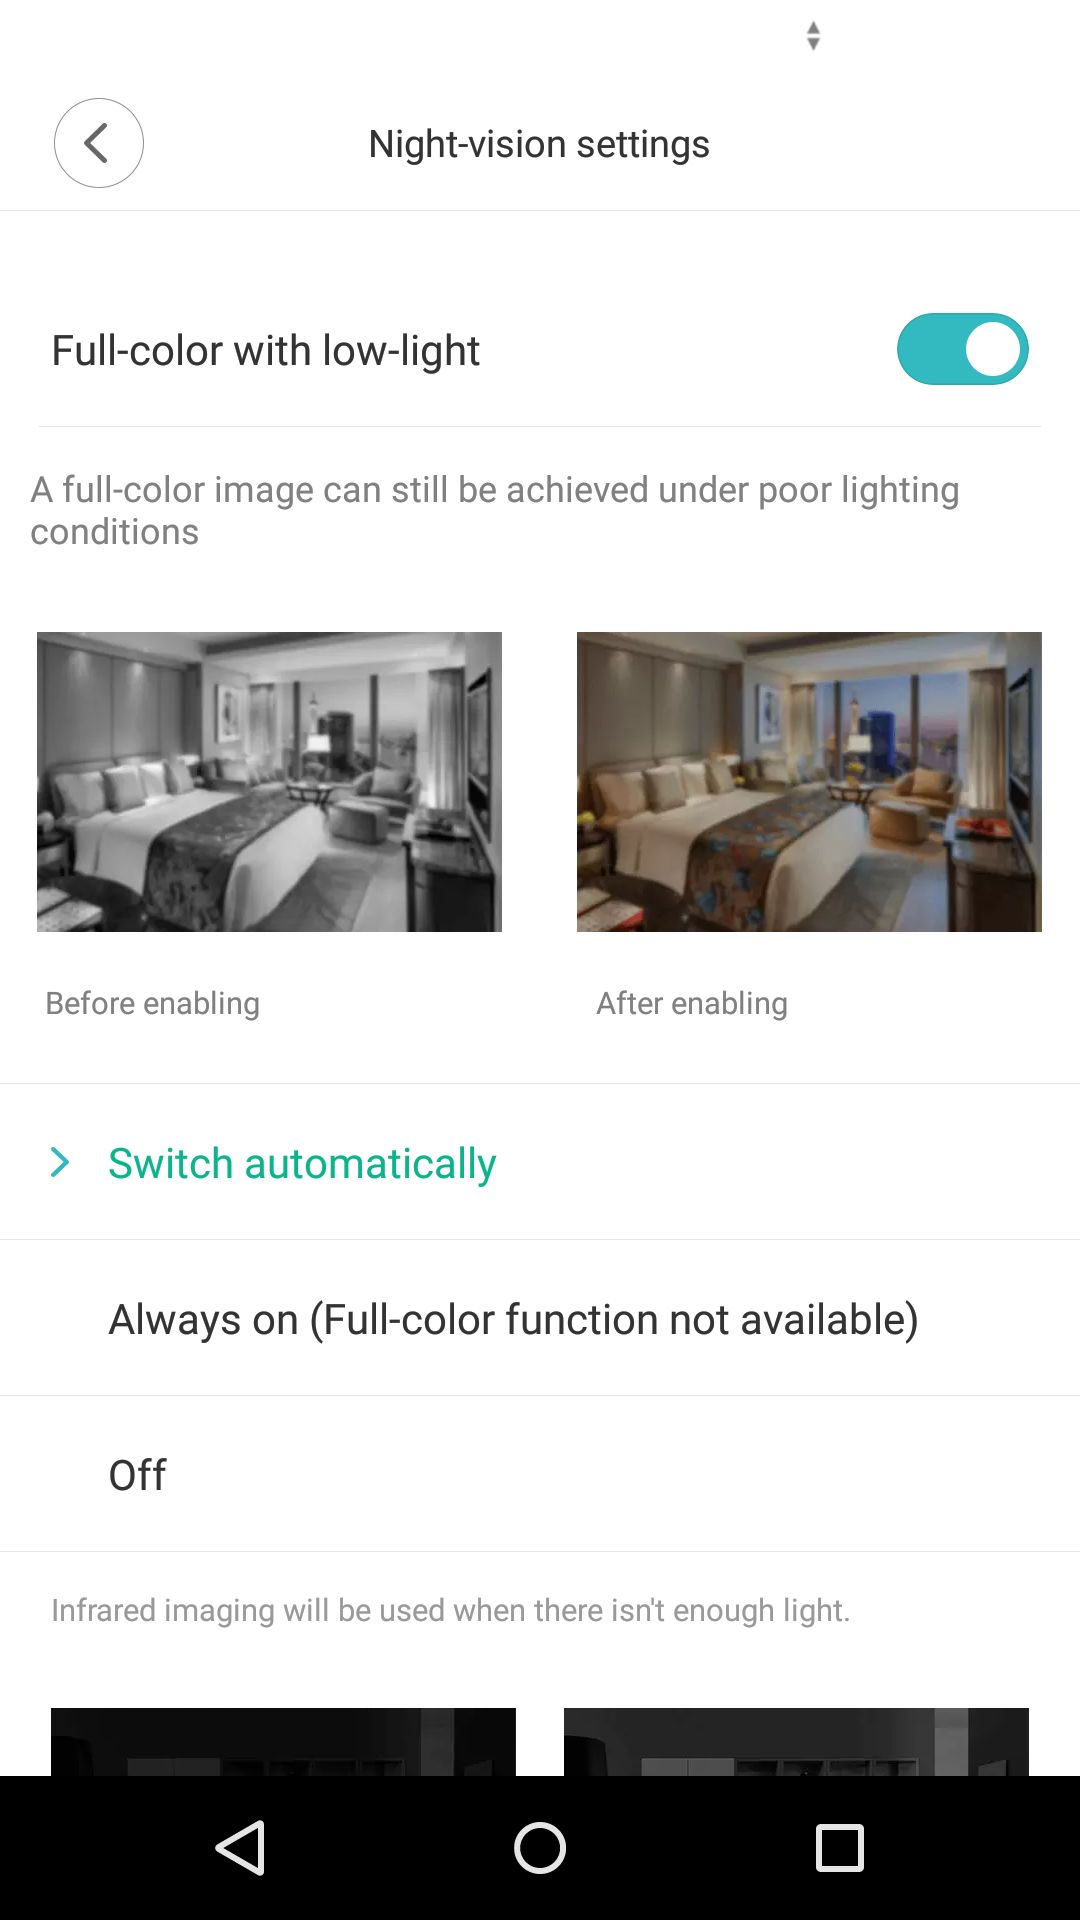 Night-vision settings
Full-color with low-light
A full-color image can still be achieved under poor lighting
conditions
Before enabling
After enabling
Switch automatically
Always on (Full-color function not available)
Off
Infrared imaging will be used when there isn't enough light.